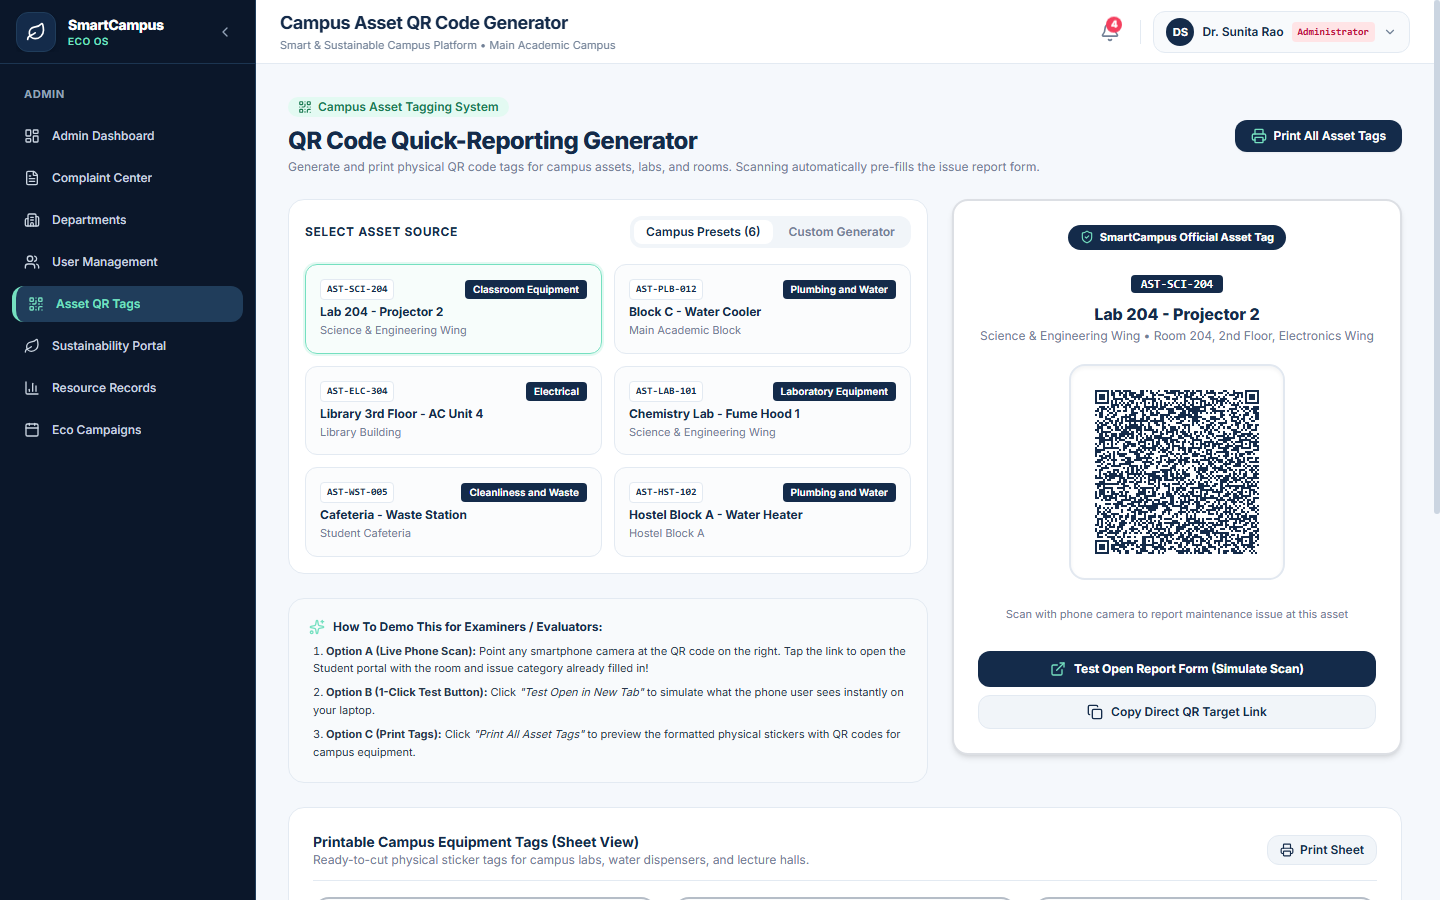 SmartCampus
ECO OS
ADMIN
Admin Dashboard
Complaint Center
Departments
User Management
Asset QR Tags
Sustainability Portal
Resource Records
Eco Campaigns
Campus Asset QR Code Generator
Smart & Sustainable Campus Platform • Main Academic Campus
4
DS
Dr. Sunita Rao
Administrator
Campus Asset Tagging System
QR Code Quick-Reporting Generator
Generate and print physical QR code tags for campus assets, labs, and rooms. Scanning automatically pre-fills the issue report form.
Print All Asset Tags
SELECT ASSET SOURCE
Campus Presets (6)
Custom Generator
AST-SCI-204
Classroom Equipment
Lab 204 - Projector 2
Science & Engineering Wing
AST-PLB-012
Plumbing and Water
Block C - Water Cooler
Main Academic Block
AST-ELC-304
Electrical
Library 3rd Floor - AC Unit 4
Library Building
AST-LAB-101
Laboratory Equipment
Chemistry Lab - Fume Hood 1
Science & Engineering Wing
AST-WST-005
Cleanliness and Waste
Cafeteria - Waste Station
Student Cafeteria
AST-HST-102
Plumbing and Water
Hostel Block A - Water Heater
Hostel Block A
How To Demo This for Examiners / Evaluators:
1. Option A (Live Phone Scan): Point any smartphone camera at the QR code on the right. Tap the link to open the
Student portal with the room and issue category already filled in!
2. Option B (1-Click Test Button): Click "Test Open in New Tab" to simulate what the phone user sees instantly on
your laptop.
3. Option C (Print Tags): Click "Print All Asset Tags" to preview the formatted physical stickers with QR codes for
campus equipment.
SmartCampus Official Asset Tag
AST-SCI-204
Lab 204 - Projector 2
Science & Engineering Wing • Room 204, 2nd Floor, Electronics Wing
Scan with phone camera to report maintenance issue at this asset
Test Open Report Form (Simulate Scan)
Copy Direct QR Target Link
Printable Campus Equipment Tags (Sheet View)
Ready-to-cut physical sticker tags for campus labs, water dispensers, and lecture halls.
Print Sheet